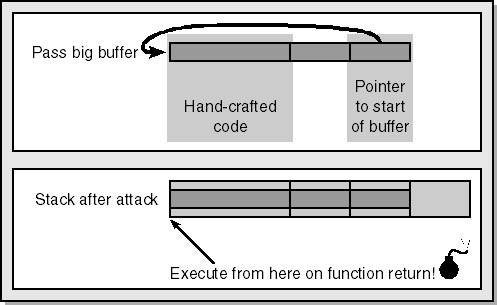 Pass big buffer
Hand-crafted
code
Pointer
to start
of buffer
Stack after attack
Execute from here on function return!